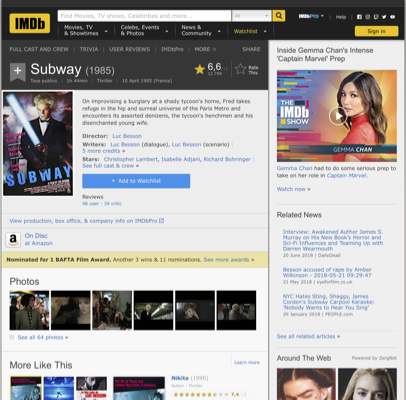 IMDb
Find Movies, TV shows, Celebrities and more...
All
IMDbPro
Help
Movies, TV
& Showtimes
Celebs, Events
& Photos
News &
Community
Watchlist
Sign in
FULL CAST AND CREW | TRIVIA | USER REVIEWS | IMDbPro | MORE
SHARE
Subway (1985)
Tous publics | 1h 44min | Thriller | 10 April 1985 (France)
6,6
Rate
This
SUBWAY
On improvising a burglary at a shady tycoon's home, Fred takes
refuge in the hip and surreal universe of the Paris Metro and
encounters its assorted denizens, the tycoon's henchmen and his
disenchanted young wife.
Director: Luc Besson
Writers: Luc Besson (dialogue), Luc Besson (scenario) |
5 more credits »
Stars: Christopher Lambert, Isabelle Adjani, Richard Bohringer |
See full cast & crew »
+ Add to Watchlist
Reviews
46 user | 34 critic
View production, box office, & company info on IMDbPro
a
On Disc
at Amazon
Nominated for 1 BAFTA Film Award. Another 3 wins & 11 nominations. See more awards »
Photos
See all 64 photos »
More Like This
Learn more
Nikita (1990)
Action | Thriller
7,4
Inside Gemma Chan's Intense
'Captain Marvel' Prep
THE
IMDb
SHOW
GEMMA CHAN
Gemma Chan had to do some serious prep
to take on her role in Captain Marvel.
Watch now »
Related News
Interview: Awakened Author James S.
Murray on His New Book's Horror and
Sci-Fi Influences and Teaming Up with
Darren Wearmouth
20 June 2018 | DailyDead
Besson accused of rape by Amber
Wilkinson - 2018-05-21 09:29:47
21 May 2018 | eyeforfilm.co.uk
NYC Hates Sting, Shaggy, James
Corden's Subway Carpool Karaoke:
'Nobody Wants to Hear You Sing'
29 January 2018 | PEOPLE.com
See all related articles »
Around The Web
Powered by ZergNet